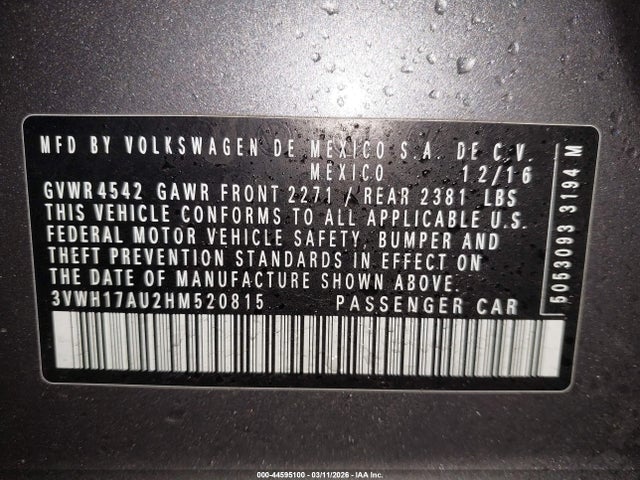 MFD BY VOLKSWAGEN DE MEXICO S.A. DE C.V.
MEXICO 12/16
GVWR 4542 GAWR FRONT 2271 / REAR 2381 LBS
THIS VEHICLE CONFORMS TO ALL APPLICABLE U.S.
FEDERAL MOTOR VEHICLE SAFETY, BUMPER AND
THEFT PREVENTION STANDARDS IN EFFECT ON
THE DATE OF MANUFACTURE SHOWN ABOVE.
3VWH17AU2HM520815 PASSENGER CAR
5053093 3194 M
000-44595100 - 03/11/2026 - IAA Inc.